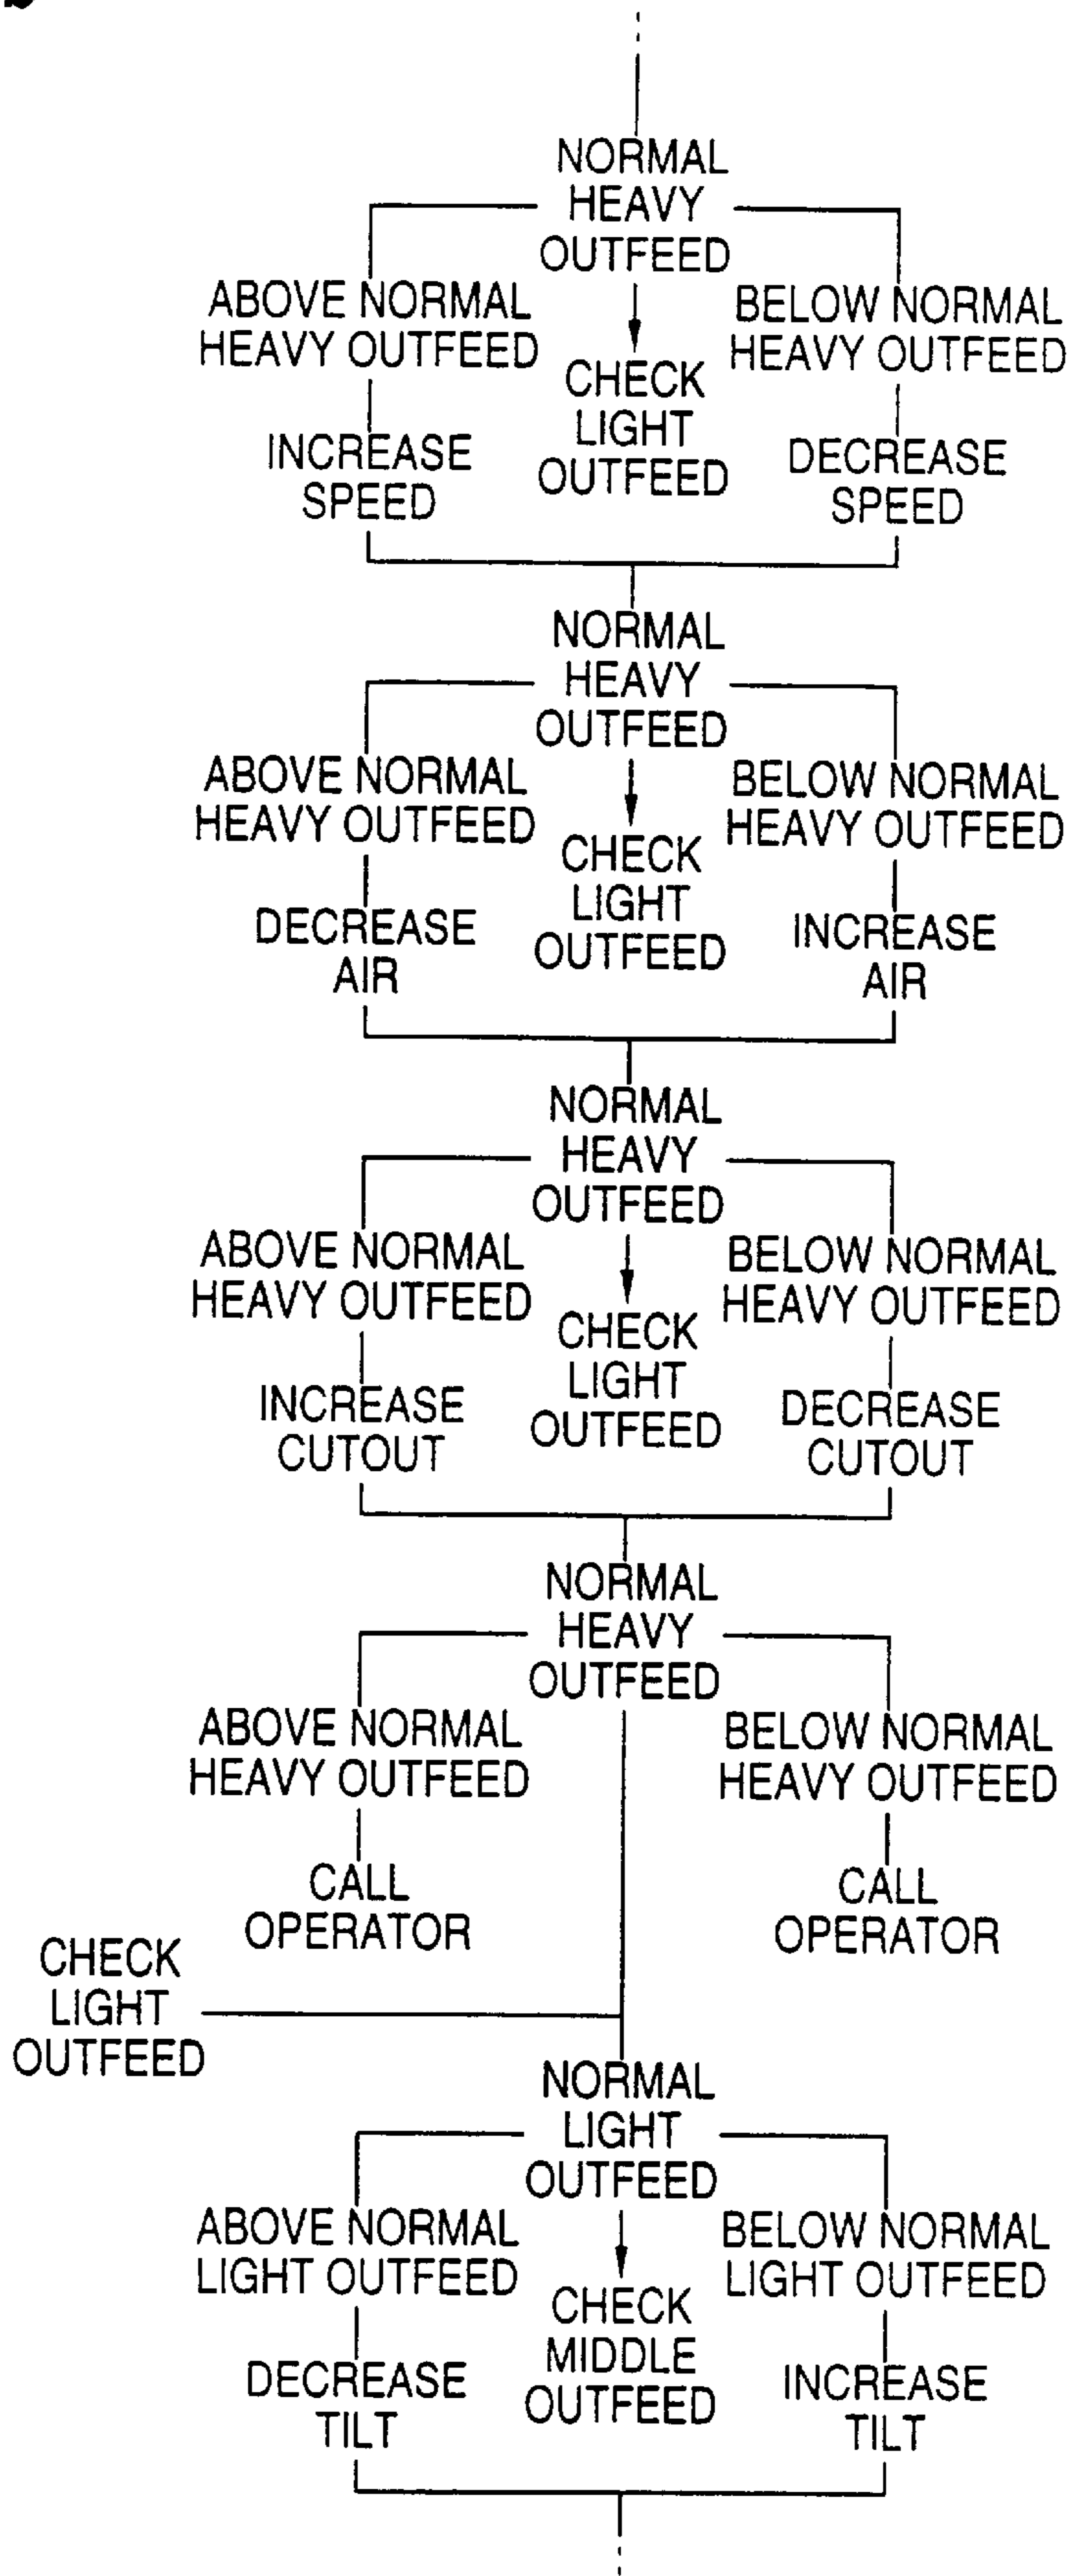 NORMAL
HEAVY
OUTFEED
ABOVE NORMAL
HEAVY OUTFEED
BELOW NORMAL
HEAVY OUTFEED
CHECK
LIGHT
OUTFEED
INCREASE
SPEED
DECREASE
SPEED
NORMAL
HEAVY
OUTFEED
ABOVE NORMAL
HEAVY OUTFEED
BELOW NORMAL
HEAVY OUTFEED
CHECK
LIGHT
OUTFEED
DECREASE
AIR
INCREASE
AIR
NORMAL
HEAVY
OUTFEED
ABOVE NORMAL
HEAVY OUTFEED
BELOW NORMAL
HEAVY OUTFEED
CHECK
LIGHT
OUTFEED
INCREASE
CUTOUT
DECREASE
CUTOUT
NORMAL
HEAVY
OUTFEED
ABOVE NORMAL
HEAVY OUTFEED
BELOW NORMAL
HEAVY OUTFEED
CALL
OPERATOR
CALL
OPERATOR
CHECK
LIGHT
OUTFEED
NORMAL
LIGHT
OUTFEED
ABOVE NORMAL
LIGHT OUTFEED
BELOW NORMAL
LIGHT OUTFEED
CHECK
MIDDLE
OUTFEED
DECREASE
TILT
INCREASE
TILT